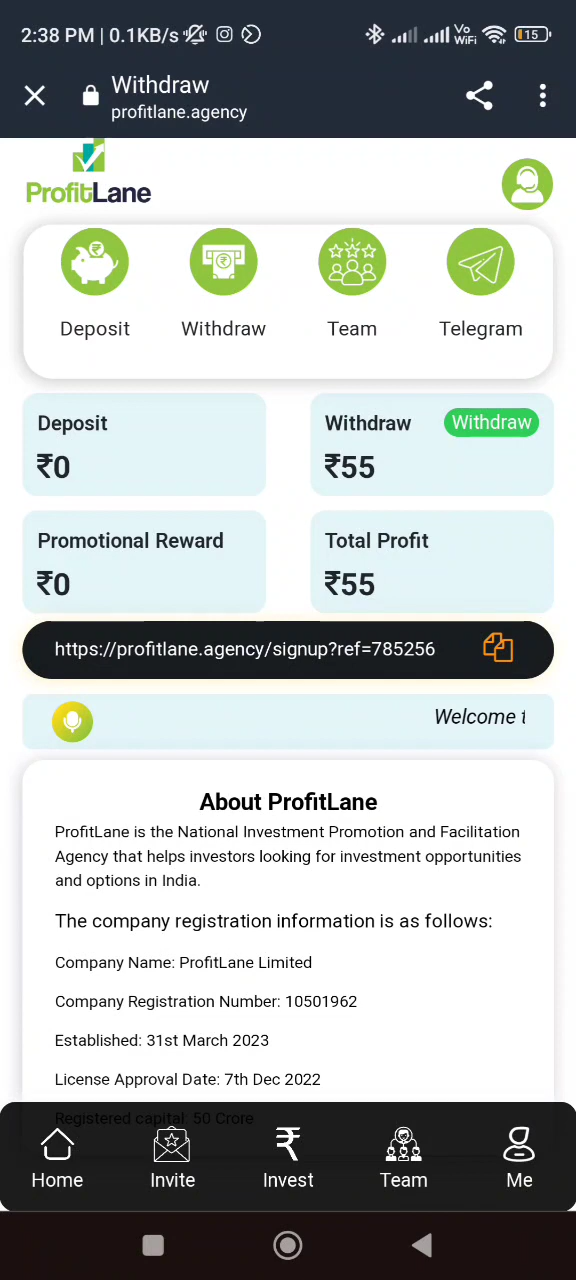 2:38 PM | 0.1KB/s
Vo WiFi 15
Withdraw
profitlane.agency
ProfitLane
Deposit Withdraw Team Telegram
Deposit
₹0
Withdraw Withdraw
₹55
Promotional Reward
₹0
Total Profit
₹55
https://profitlane.agency/signup?ref=785256
Welcome t
About ProfitLane
ProfitLane is the National Investment Promotion and Facilitation
Agency that helps investors looking for investment opportunities
and options in India.
The company registration information is as follows:
Company Name: ProfitLane Limited
Company Registration Number: 10501962
Established: 31st March 2023
License Approval Date: 7th Dec 2022
Registered capital: 50 Crore
Home Invite Invest Team Me